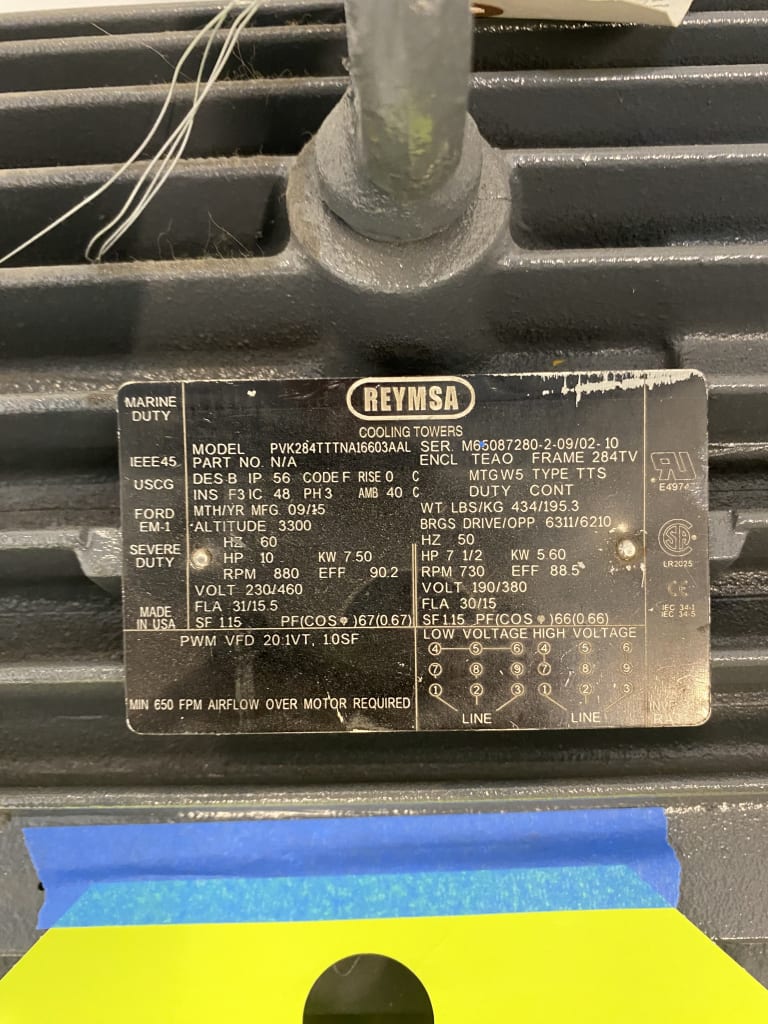 REYMSA
COOLING TOWERS
MARINE
DUTY
IEEE45
USCG
FORD
EM-1
SEVERE
DUTY
MADE
IN USA
MODEL PVK284TTTNA16603AAL SER. M65087280-2-09/02-10
PART NO. N/A ENCL TEAO FRAME 284TV
DES B IP 56 CODE F RISE 0 C MTG W5 TYPE TTS
INS F3 IC 48 PH 3 AMB 40 C DUTY CONT
MTH/YR MFG. 09/15 WT LBS/KG 434/195.3
ALTITUDE 3300 BRGS DRIVE/OPP 6311/6210
HZ 60
HP 10 KW 7.50
RPM 880 EFF 90.2
VOLT 230/460
FLA 31/15.5
SF 1.15 PF(COS φ )67(0.67)
HZ 50
HP 7 1/2 KW 5.60
RPM 730 EFF 88.5
VOLT 190/380
FLA 30/15
SF 1.15 PF(COS φ )66(0.66)
PWM VFD 20:1VT, 1.0SF
MIN 650 FPM AIRFLOW OVER MOTOR REQUIRED
LOW VOLTAGE HIGH VOLTAGE
4 5 6 4 5 6
7 8 9 7 8 9
1 2 3 1 2 3
LINE LINE
RU
E4974
SA
LR2025
CE
IEC 34-1
IEC 34-5